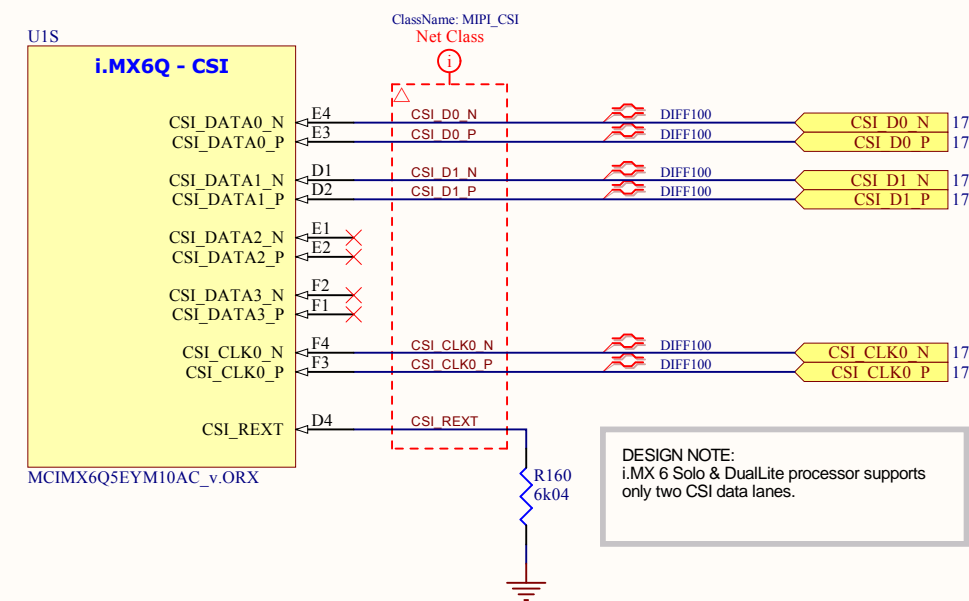 ClassName: MIPI_CSI
Net Class
i
U1S
i.MX6Q - CSI
CSI_DATA0_N E4 CSI_D0_N DIFF100 CSI_D0_N 17
CSI_DATA0_P E3 CSI_D0_P DIFF100 CSI_D0_P 17
CSI_DATA1_N D1 CSI_D1_N DIFF100 CSI_D1_N 17
CSI_DATA1_P D2 CSI_D1_P DIFF100 CSI_D1_P 17
CSI_DATA2_N E1
CSI_DATA2_P E2
CSI_DATA3_N F2
CSI_DATA3_P F1
CSI_CLK0_N F4 CSI_CLK0_N DIFF100 CSI_CLK0_N 17
CSI_CLK0_P F3 CSI_CLK0_P DIFF100 CSI_CLK0_P 17
CSI_REXT D4 CSI_REXT
MCIMX6Q5EYM10AC_v.ORX
R160
6k04
DESIGN NOTE:
i.MX 6 Solo & DualLite processor supports
only two CSI data lanes.